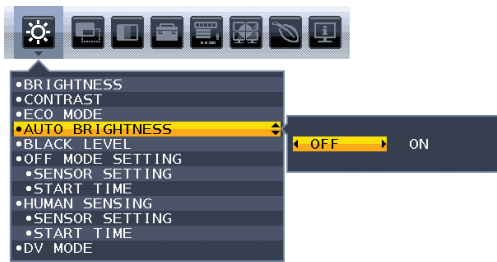 •BRIGHTNESS
•CONTRAST
•ECO MODE
•AUTO BRIGHTNESS
OFF ON
•BLACK LEVEL
•OFF MODE SETTING
•SENSOR SETTING
•START TIME
•HUMAN SENSING
•SENSOR SETTING
•START TIME
•DV MODE